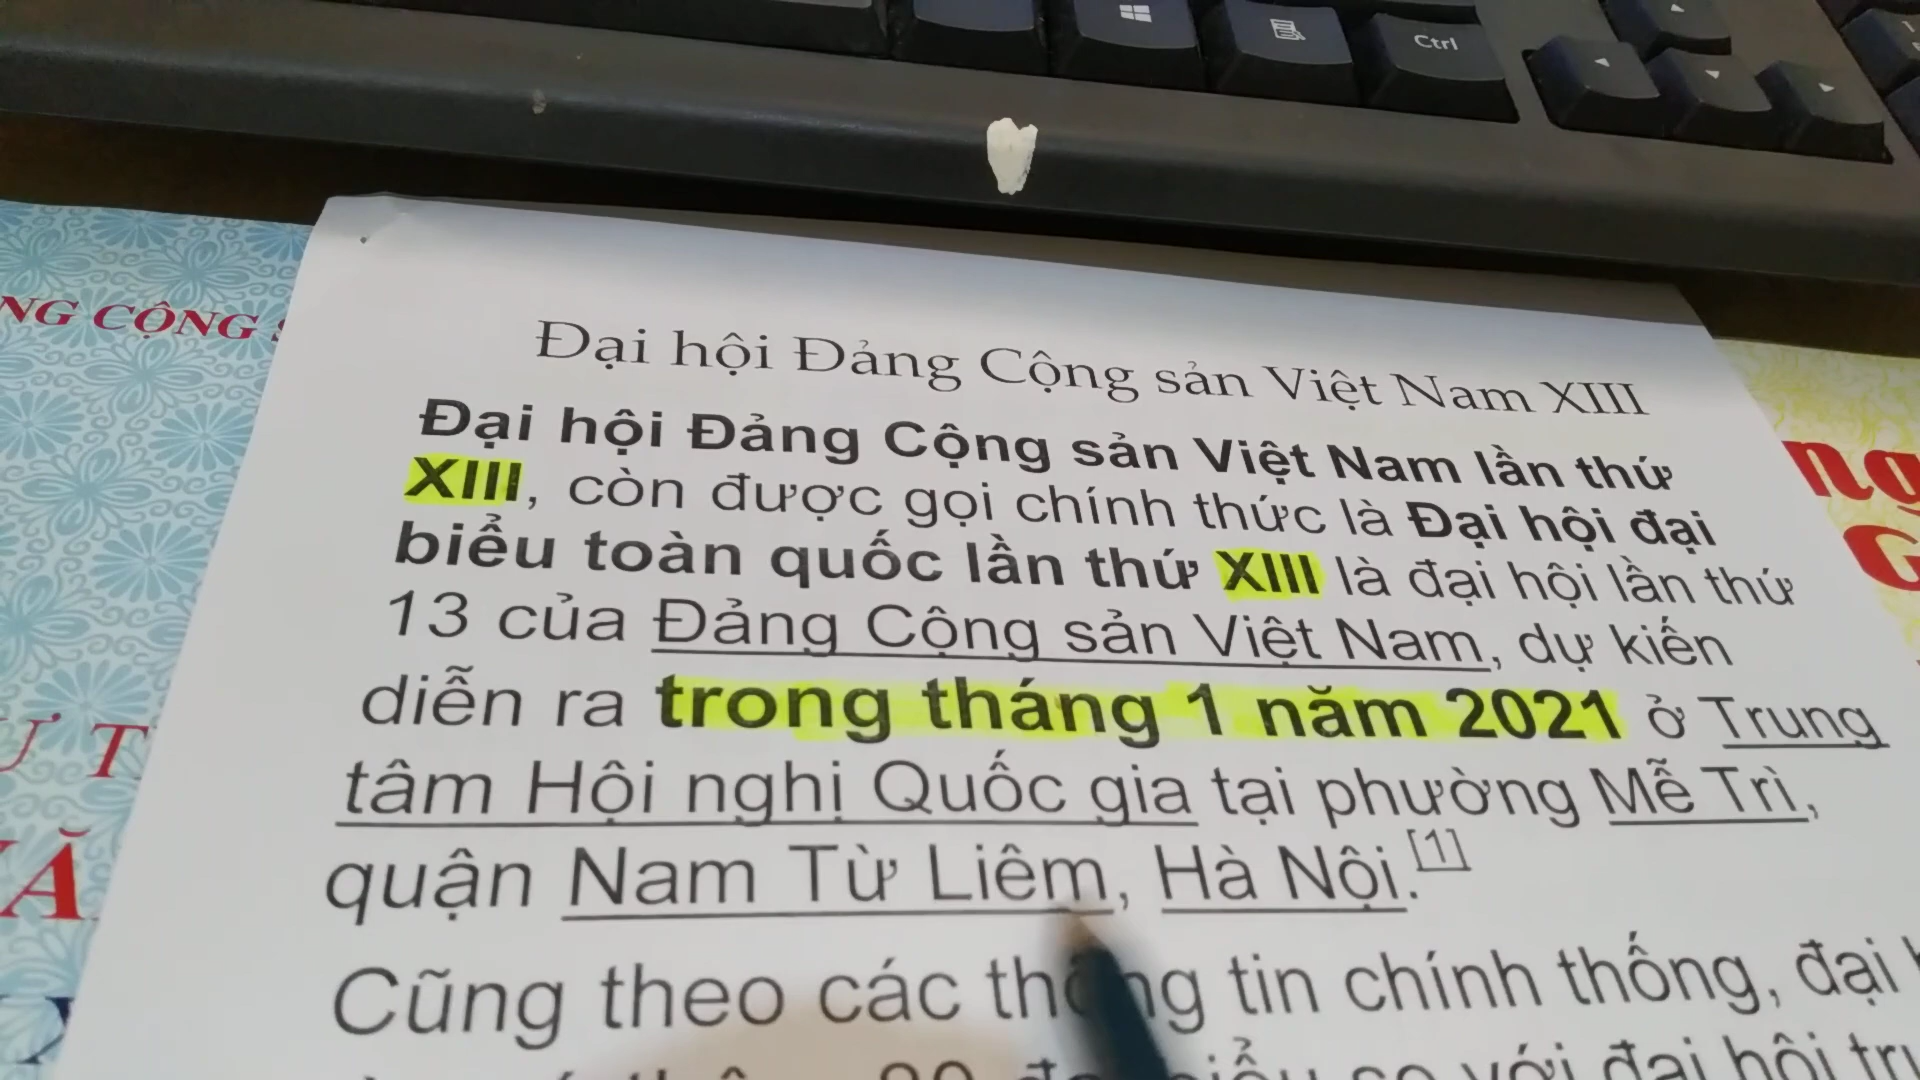 Ctrl
NG CỘNG
Đại hội Đảng Cộng sản Việt Nam XIII
Đại hội Đảng Cộng sản Việt Nam lần thứ
XIII, còn được gọi chính thức là Đại hội đại
biểu toàn quốc lần thứ XIII là đại hội lần thứ
13 của Đảng Cộng sản Việt Nam, dự kiến
diễn ra trong tháng 1 năm 2021 ở Trung
tâm Hội nghị Quốc gia tại phường Mễ Trì,
quận Nam Từ Liêm, Hà Nội.[1]
Cũng theo các thông tin chính thống, đại
so với đại hội